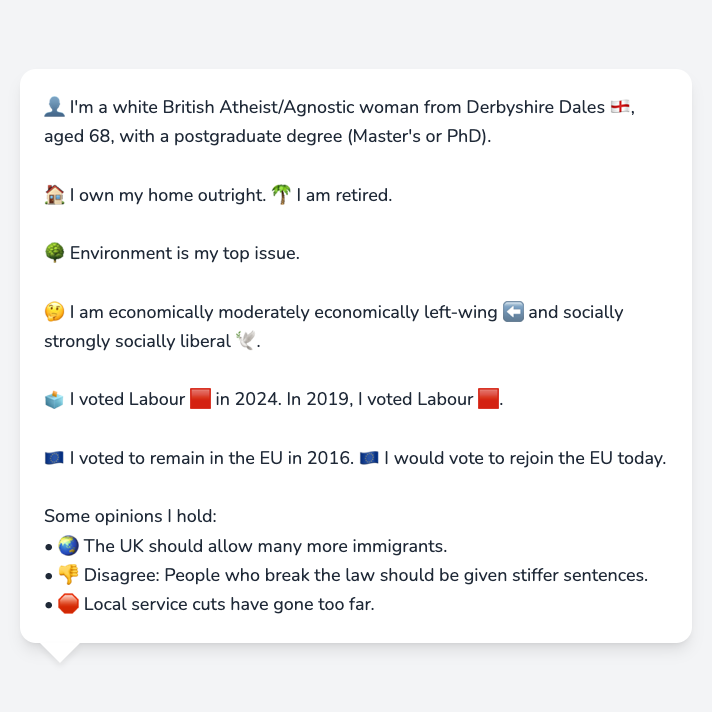 👤 I'm a white British Atheist/Agnostic woman from Derbyshire Dales 🏴󠁧󠁢󠁥󠁮󠁧󠁿,
aged 68, with a postgraduate degree (Master's or PhD).
🏠 I own my home outright. 🌴 I am retired.
🌳 Environment is my top issue.
🤔 I am economically moderately economically left-wing ⬅️ and socially
strongly socially liberal 🕊️.
🗳️ I voted Labour 🟥 in 2024. In 2019, I voted Labour 🟥.
🇪🇺 I voted to remain in the EU in 2016. 🇪🇺 I would vote to rejoin the EU today.
Some opinions I hold:
• 🌏 The UK should allow many more immigrants.
• 👎 Disagree: People who break the law should be given stiffer sentences.
• 🛑 Local service cuts have gone too far.